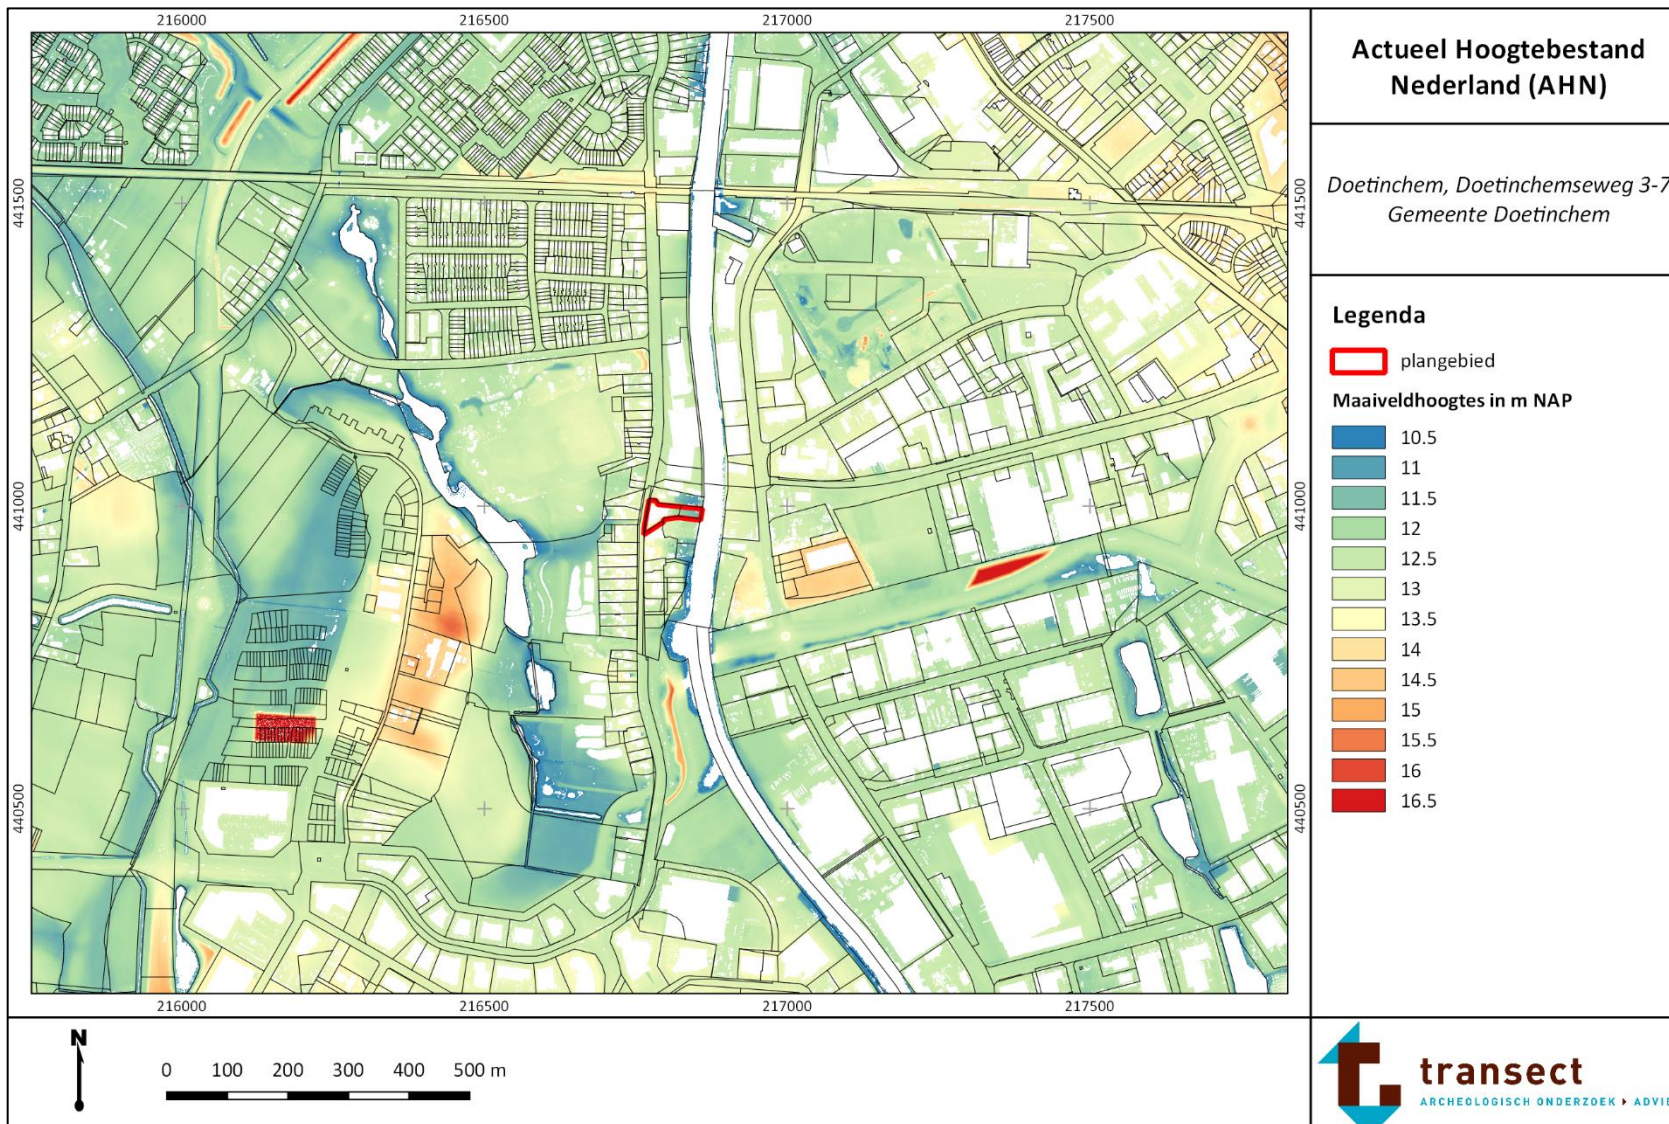 216000 216500 217000 217500
441500 441500
441000 441000
440500 440500
216000 216500 217000 217500
N
0 100 200 300 400 500 m
Actueel Hoogtebestand
Nederland (AHN)
Doetinchem, Doetinchemseweg 3-7
Gemeente Doetinchem
Legenda
plangebied
Maaiveldhoogtes in m NAP
10.5
11
11.5
12
12.5
13
13.5
14
14.5
15
15.5
16
16.5
transect
ARCHEOLOGISCH ONDERZOEK ▸ ADVIE